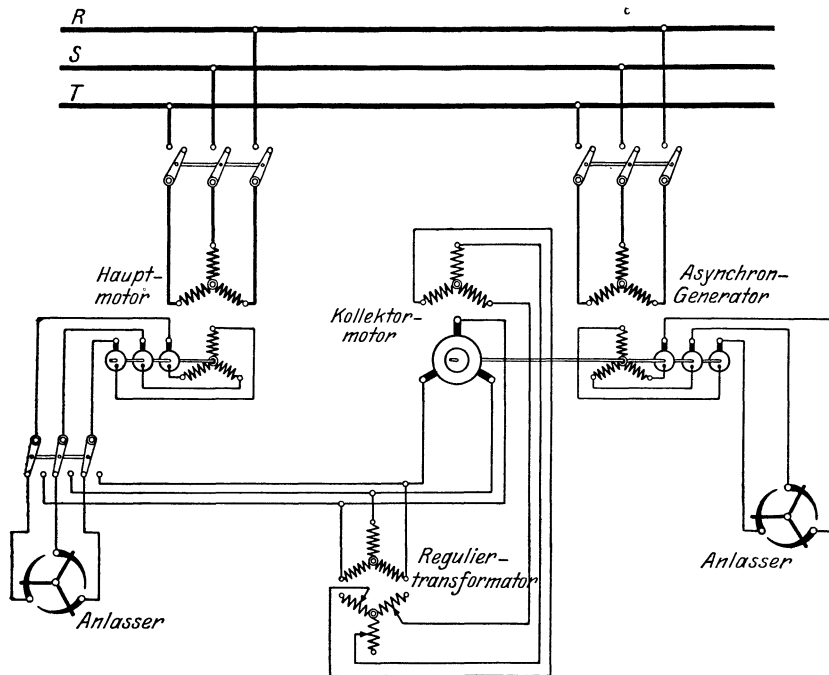 R
S
T
c
Haupt-
motor
Kollektor-
motor
Asynchron-
Generator
Regulier-
transformator
Anlasser
Anlasser